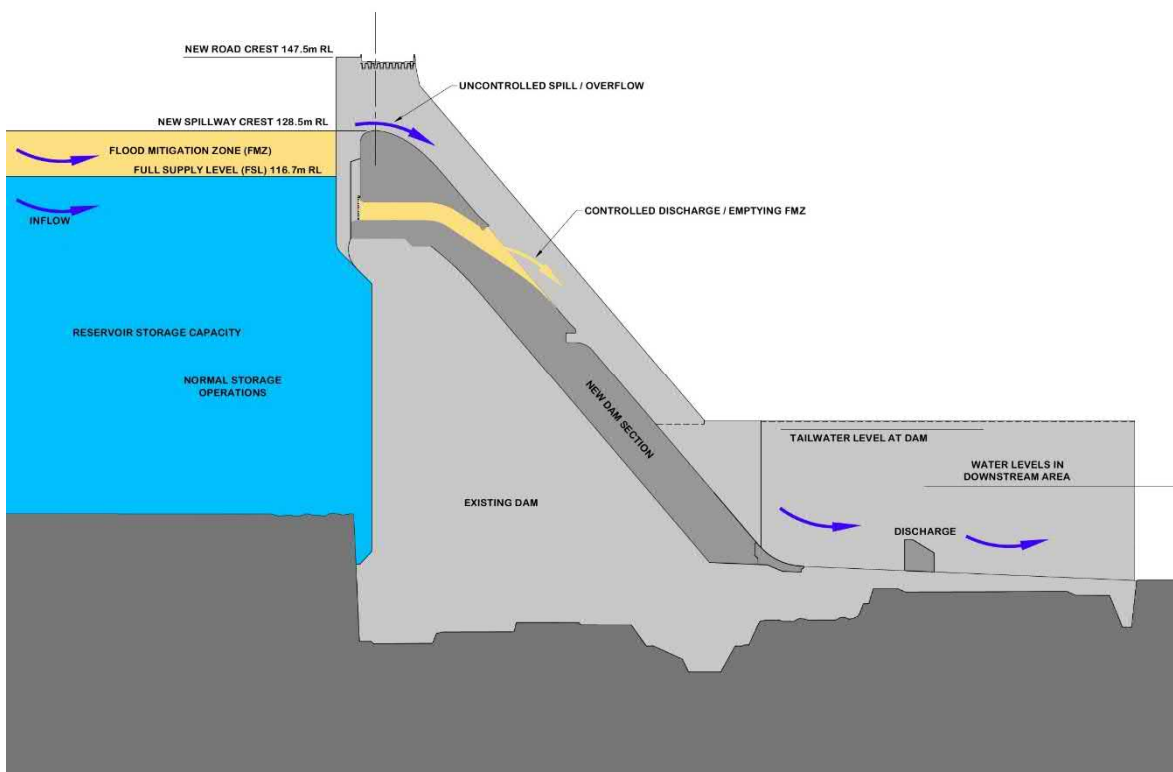 NEW ROAD CREST 147.5m RL
UNCONTROLLED SPILL / OVERFLOW
NEW SPILLWAY CREST 128.5m RL
FLOOD MITIGATION ZONE (FMZ)
FULL SUPPLY LEVEL (FSL) 116.7m RL
INFLOW
CONTROLLED DISCHARGE / EMPTYING FMZ
RESERVOIR STORAGE CAPACITY
NORMAL STORAGE
OPERATIONS
NEW DAM SECTION
TAILWATER LEVEL AT DAM
WATER LEVELS IN
DOWNSTREAM AREA
EXISTING DAM
DISCHARGE